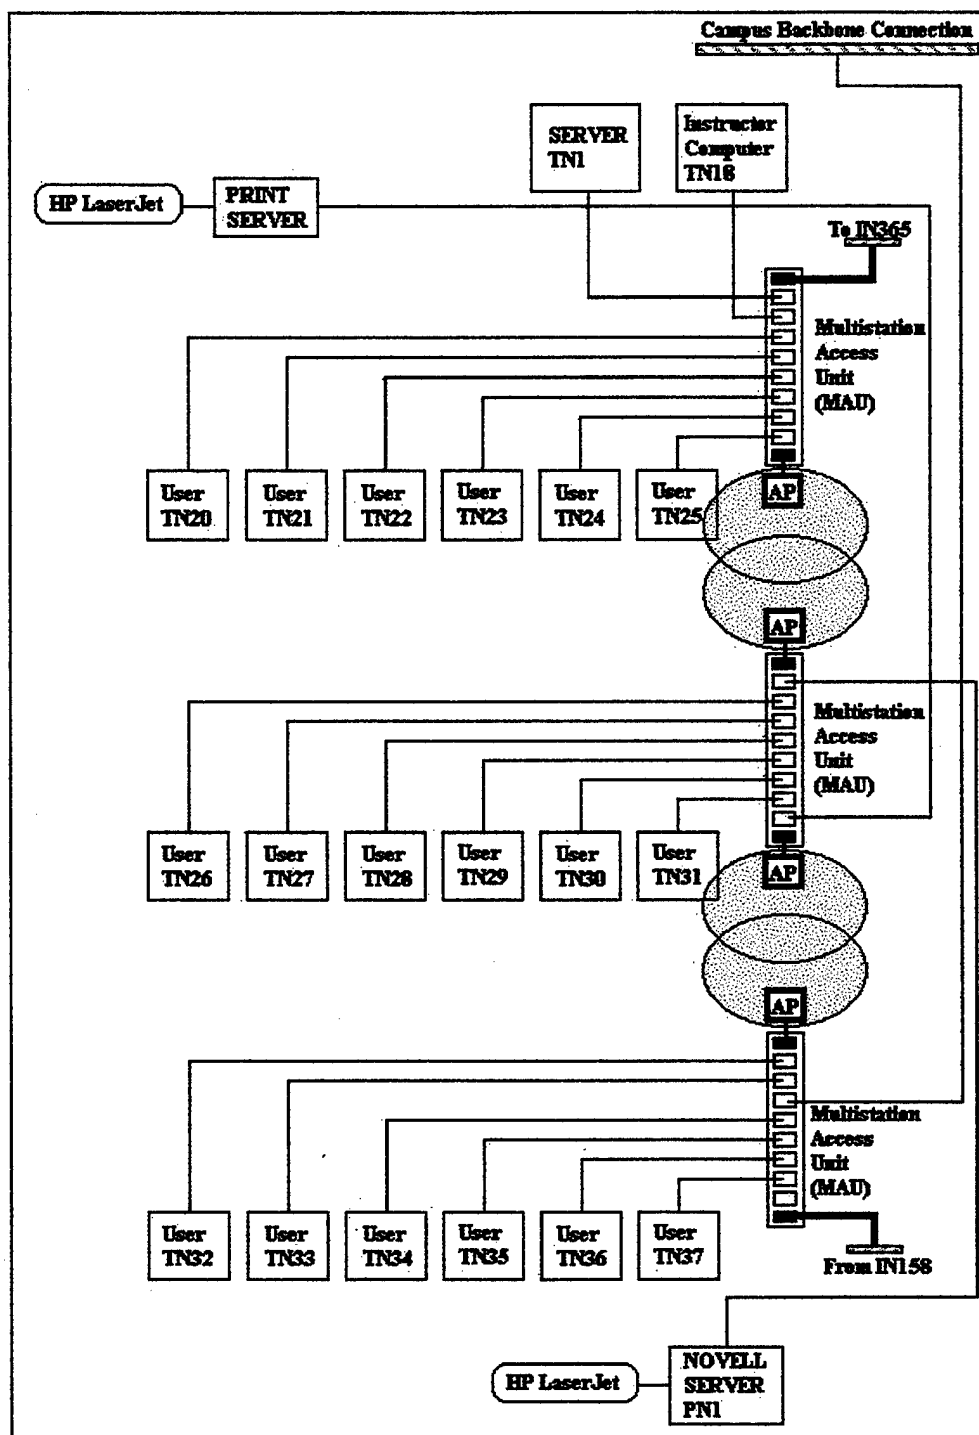 Campus Backbone Connection
SERVER
TN1
Instructor
Computer
TN18
HP LaserJet
PRINT
SERVER
To IN365
Multistation
Access
Unit
(MAU)
User
TN20
User
TN21
User
TN22
User
TN23
User
TN24
User
TN25
AP
AP
Multistation
Access
Unit
(MAU)
User
TN26
User
TN27
User
TN28
User
TN29
User
TN30
User
TN31
AP
AP
Multistation
Access
Unit
(MAU)
User
TN32
User
TN33
User
TN34
User
TN35
User
TN36
User
TN37
From IN158
HP LaserJet
NOVELL
SERVER
PN1